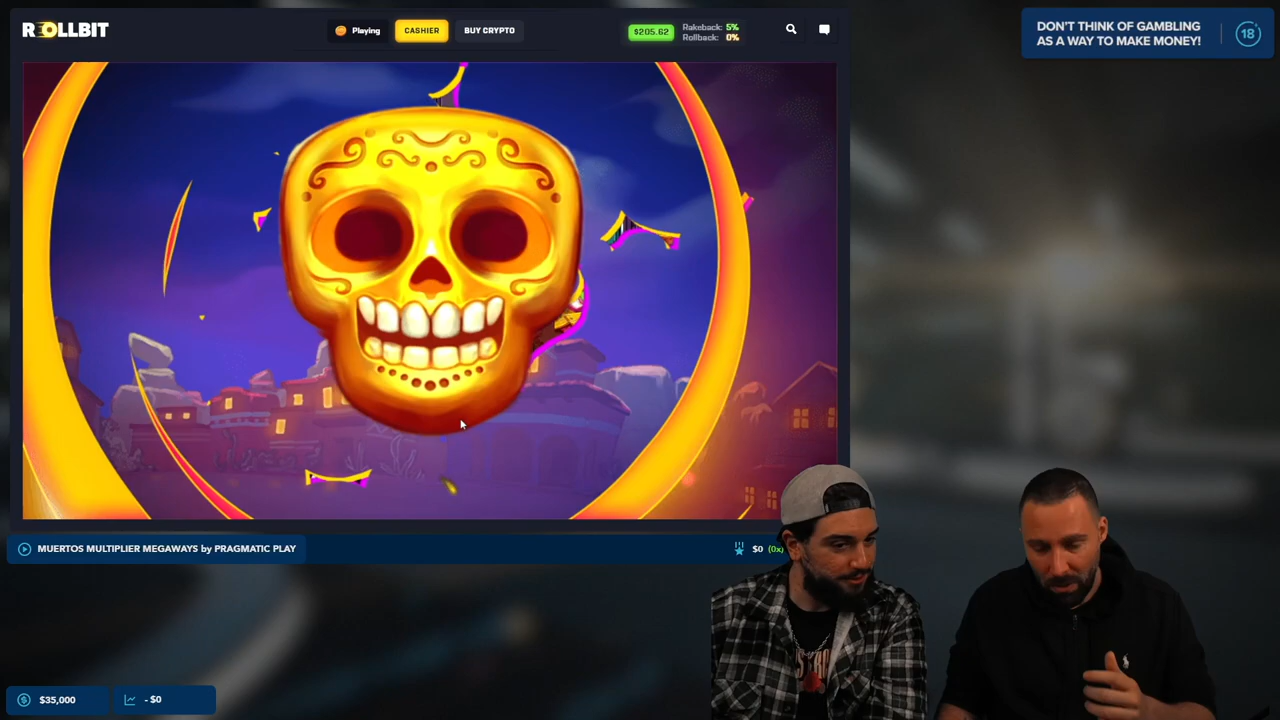 ROLLBIT
Playing
CASHIER
BUY CRYPTO
$205.62
Rakeback: 5%
Rollback: 0%
DON'T THINK OF GAMBLING
AS A WAY TO MAKE MONEY!
18
MUERTOS MULTIPLIER MEGAWAYS by PRAGMATIC PLAY
$0 (0x)
$35,000
- $0